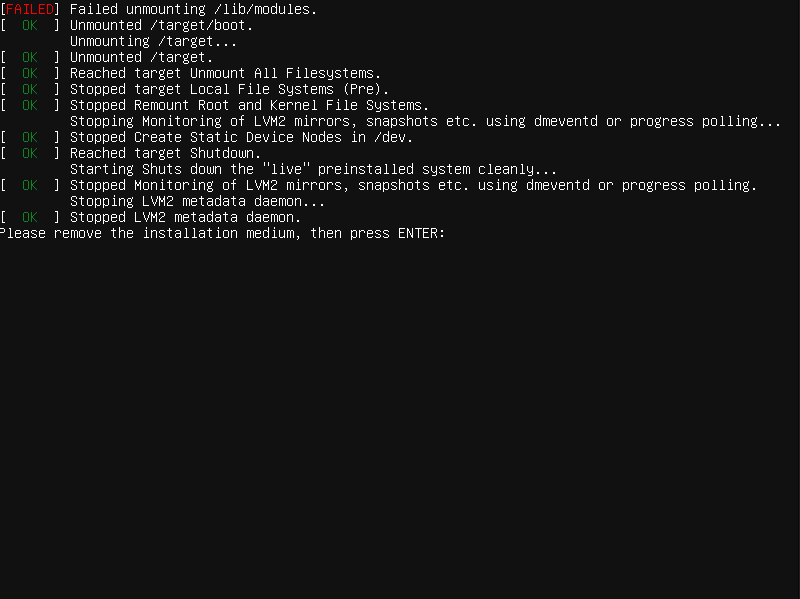 [FAILED] Failed unmounting /lib/modules.
[  OK  ] Unmounted /target/boot.
         Unmounting /target...
[  OK  ] Unmounted /target.
[  OK  ] Reached target Unmount All Filesystems.
[  OK  ] Stopped target Local File Systems (Pre).
[  OK  ] Stopped Remount Root and Kernel File Systems.
         Stopping Monitoring of LVM2 mirrors, snapshots etc. using dmeventd or progress polling...
[  OK  ] Stopped Create Static Device Nodes in /dev.
[  OK  ] Reached target Shutdown.
         Starting Shuts down the "live" preinstalled system cleanly...
[  OK  ] Stopped Monitoring of LVM2 mirrors, snapshots etc. using dmeventd or progress polling.
         Stopping LVM2 metadata daemon...
[  OK  ] Stopped LVM2 metadata daemon.
Please remove the installation medium, then press ENTER: